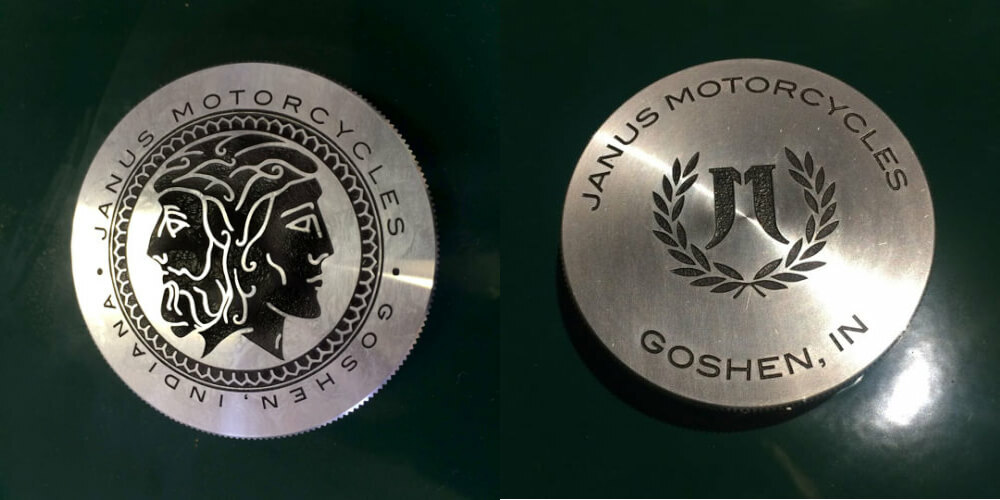 JANUS MOTORCYCLES
• GOSHEN, INDIANA •
JANUS MOTORCYCLES
JM
GOSHEN, IN